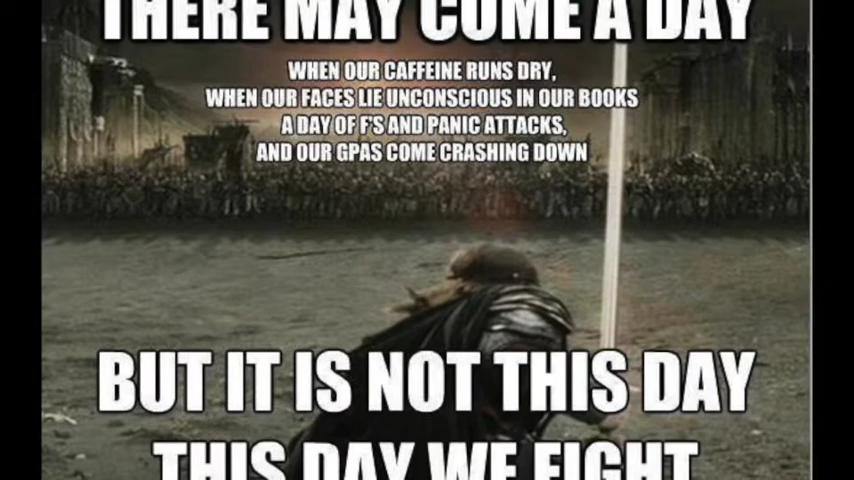 THERE MAY COME A DAY
WHEN OUR CAFFEINE RUNS DRY,
WHEN OUR FACES LIE UNCONSCIOUS IN OUR BOOKS
A DAY OF F'S AND PANIC ATTACKS,
AND OUR GPAS COME CRASHING DOWN
BUT IT IS NOT THIS DAY
THIS DAY WE FIGHT